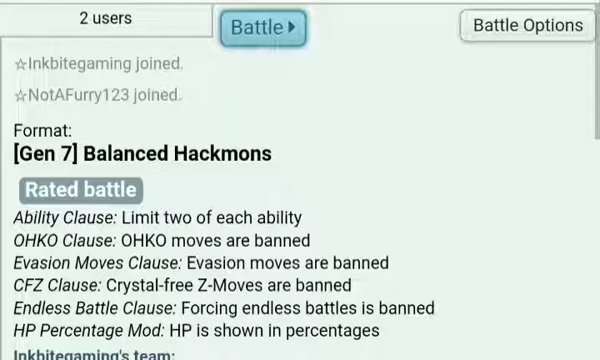 2 users
Battle
Battle Options
☆Inkbitegaming joined.
☆NotAFurry123 joined.
Format:
[Gen 7] Balanced Hackmons
Rated battle
Ability Clause: Limit two of each ability
OHKO Clause: OHKO moves are banned
Evasion Moves Clause: Evasion moves are banned
CFZ Clause: Crystal-free Z-Moves are banned
Endless Battle Clause: Forcing endless battles is banned
HP Percentage Mod: HP is shown in percentages
Inkbitegaming's team: